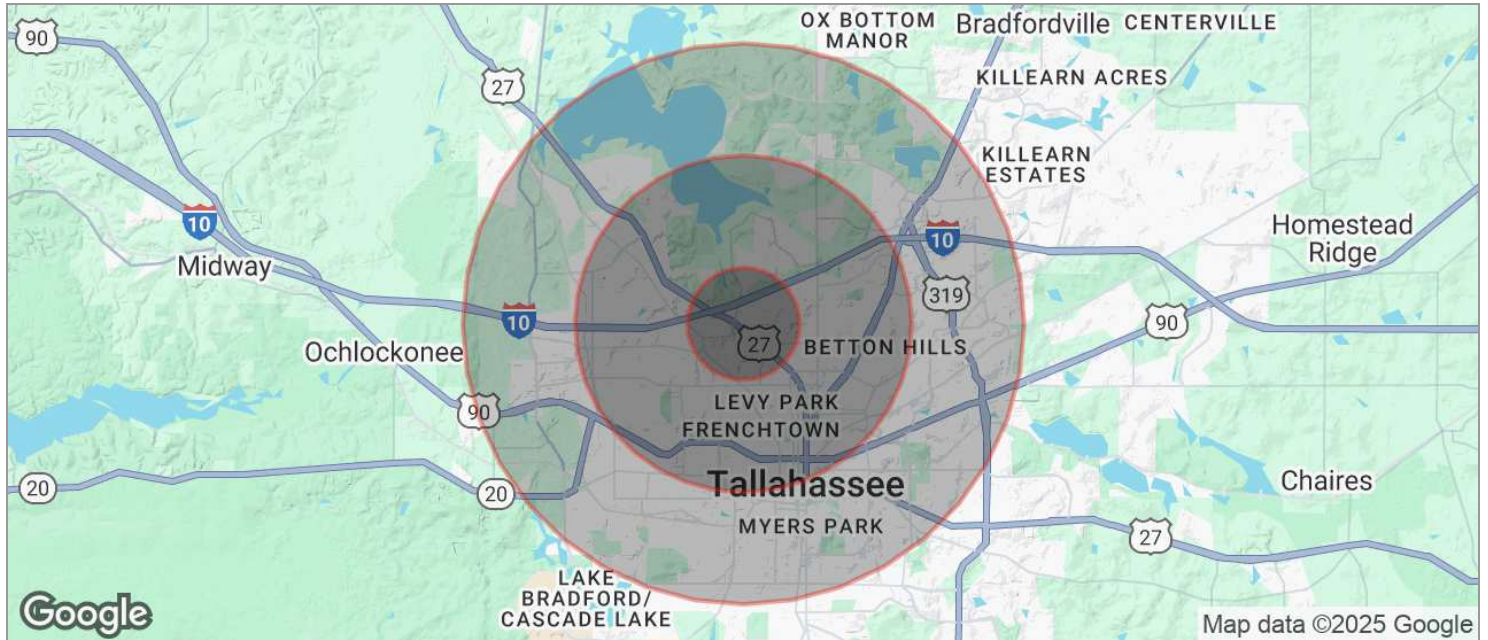 90
OX BOTTOM
MANOR
Bradfordville
CENTERVILLE
27
KILLEARN ACRES
KILLEARN
ESTATES
10
10
Homestead
Ridge
Midway
319
10
90
27
Ochlockonee
BETTON HILLS
90
LEVY PARK
FRENCHTOWN
20
20
Tallahassee
Chaires
MYERS PARK
27
LAKE
BRADFORD/
CASCADE LAKE
Google
Map data ©2025 Google